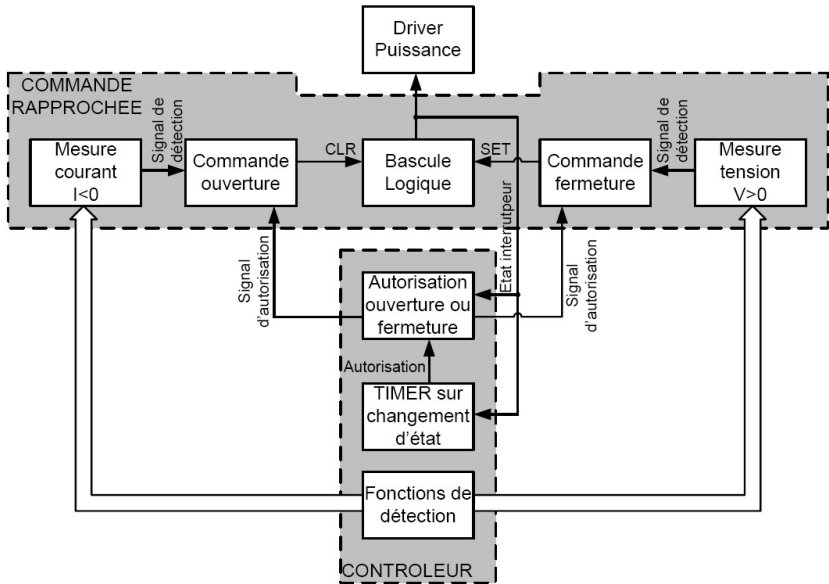 Driver
Puissance
COMMANDE
RAPPROCHEE
Signal de
détection
Signal de
détection
Mesure
courant
I<0
Commande
ouverture
CLR
Bascule
Logique
SET
Commande
fermeture
Mesure
tension
V>0
Signal
d'autorisation
Etat interrutpeur
Signal
d'autorisation
Autorisation
ouverture ou
fermeture
Autorisation
TIMER sur
changement
d'état
Fonctions de
détection
CONTROLEUR